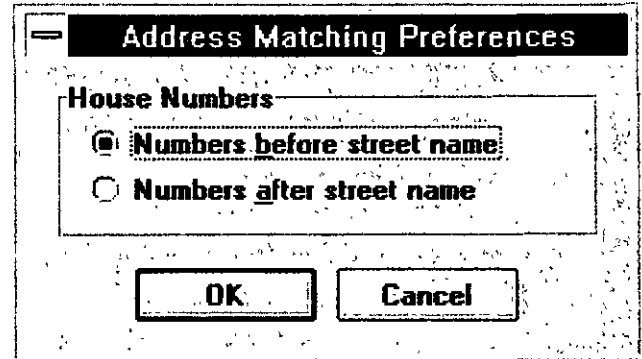 Address Matching Preferences
House Numbers
Numbers before street name
Numbers after street name
OK
Cancel